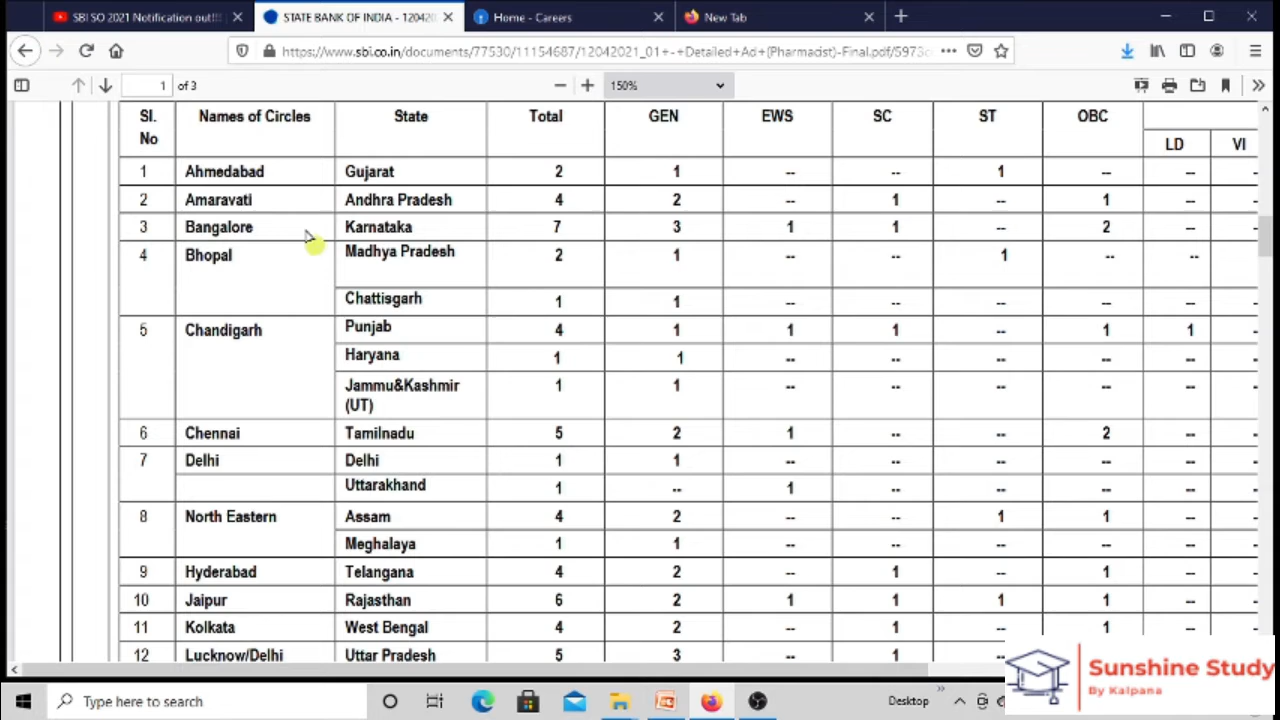 SBI SO 2021 Notification out!!!
STATE BANK OF INDIA - 120420
Home - Careers
New Tab
https://www.sbi.co.in/documents/77530/11154687/12042021_01+-+Detailed+Ad+(Pharmacist)-Final.pdf/5973
1 of 3
150%
Sl. No Names of Circles State Total GEN EWS SC ST OBC
LD VI
1 Ahmedabad Gujarat 2 1 -- -- 1 -- -- -
2 Amaravati Andhra Pradesh 4 2 -- 1 -- 1 -- -
3 Bangalore Karnataka 7 3 1 1 -- 2 -- -
4 Bhopal Madhya Pradesh 2 1 -- -- 1 -- --
Chattisgarh 1 1 -- -- -- -- -- -
5 Chandigarh Punjab 4 1 1 1 -- 1 1 -
Haryana 1 1 -- -- -- -- -- -
Jammu&Kashmir (UT) 1 1 -- -- -- -- -- -
6 Chennai Tamilnadu 5 2 1 -- -- 2 -- -
7 Delhi Delhi 1 1 -- -- -- -- -- -
Uttarakhand 1 -- 1 -- -- -- -- -
8 North Eastern Assam 4 2 -- -- 1 1 -- -
Meghalaya 1 1 -- -- -- -- -- -
9 Hyderabad Telangana 4 2 -- 1 -- 1 -- -
10 Jaipur Rajasthan 6 2 1 1 1 1 -- -
11 Kolkata West Bengal 4 2 -- 1 -- 1 -- -
12 Lucknow/Delhi Uttar Pradesh 5 3 -- 1 --
Sunshine Study
By Kalpana
Type here to search
Desktop